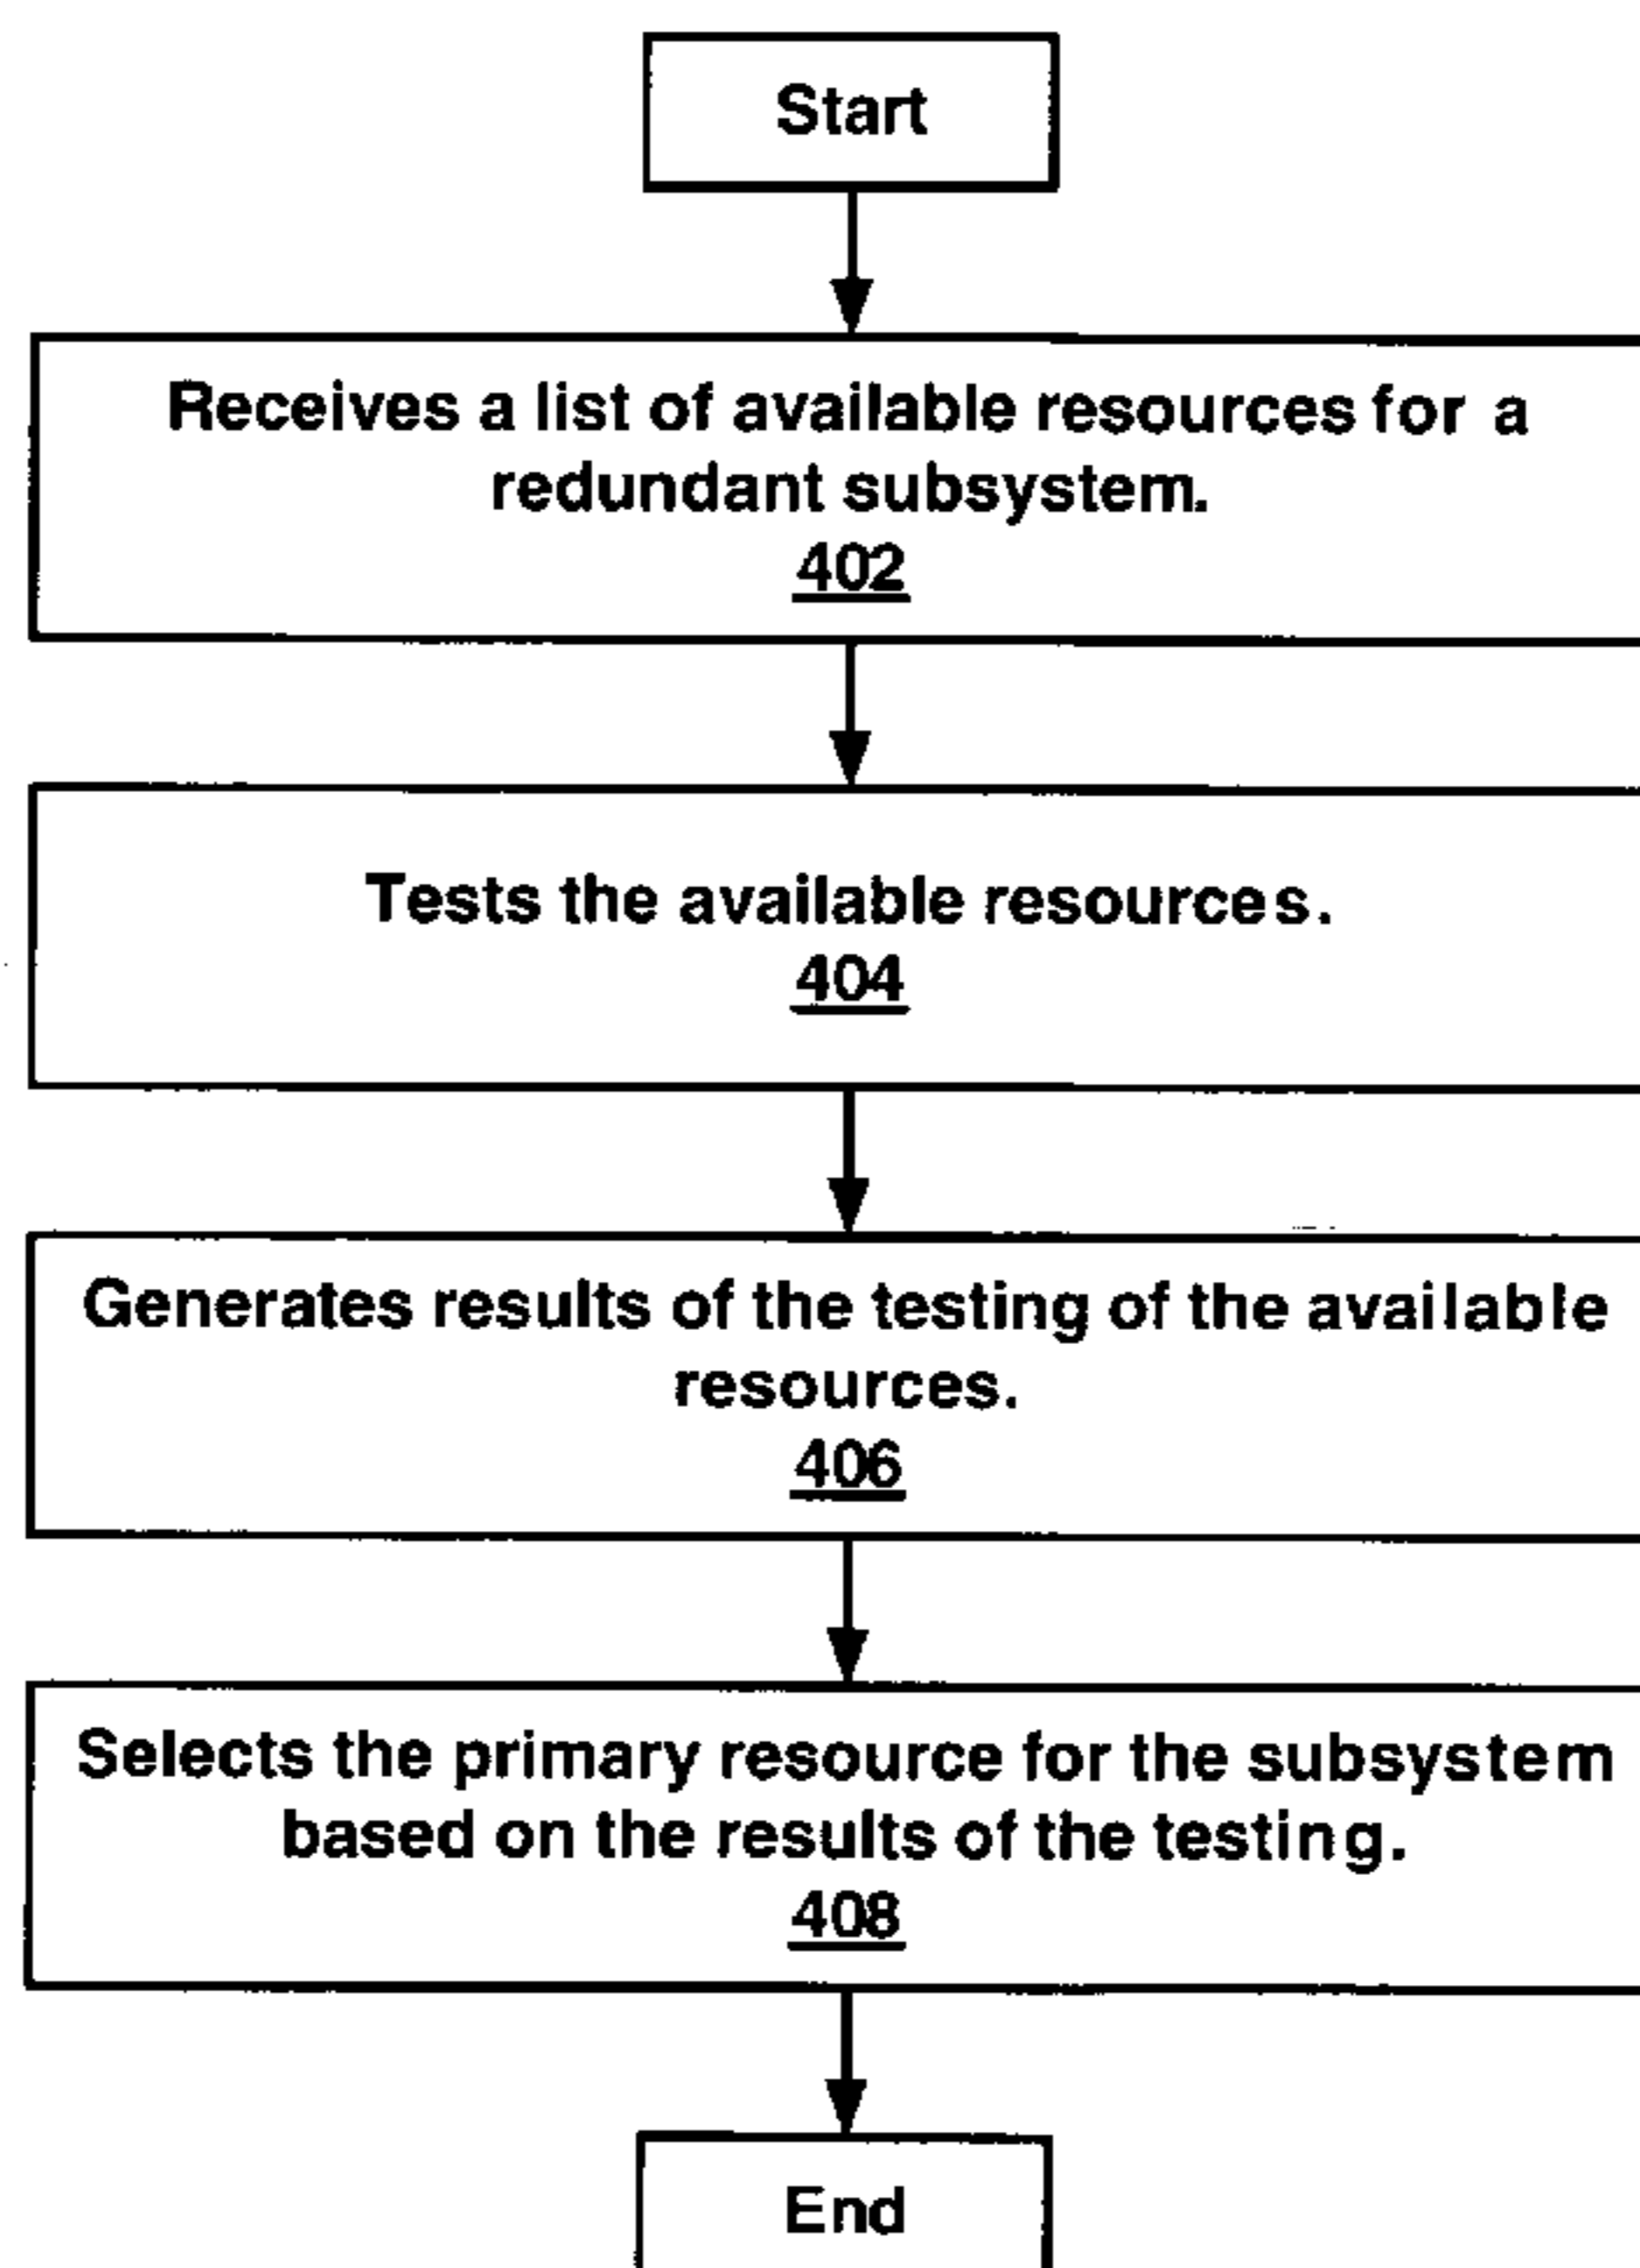 Start
Receives a list of available resources for a
redundant subsystem.
402
Tests the available resources.
404
Generates results of the testing of the available
resources.
406
Selects the primary resource for the subsystem
based on the results of the testing.
408
End